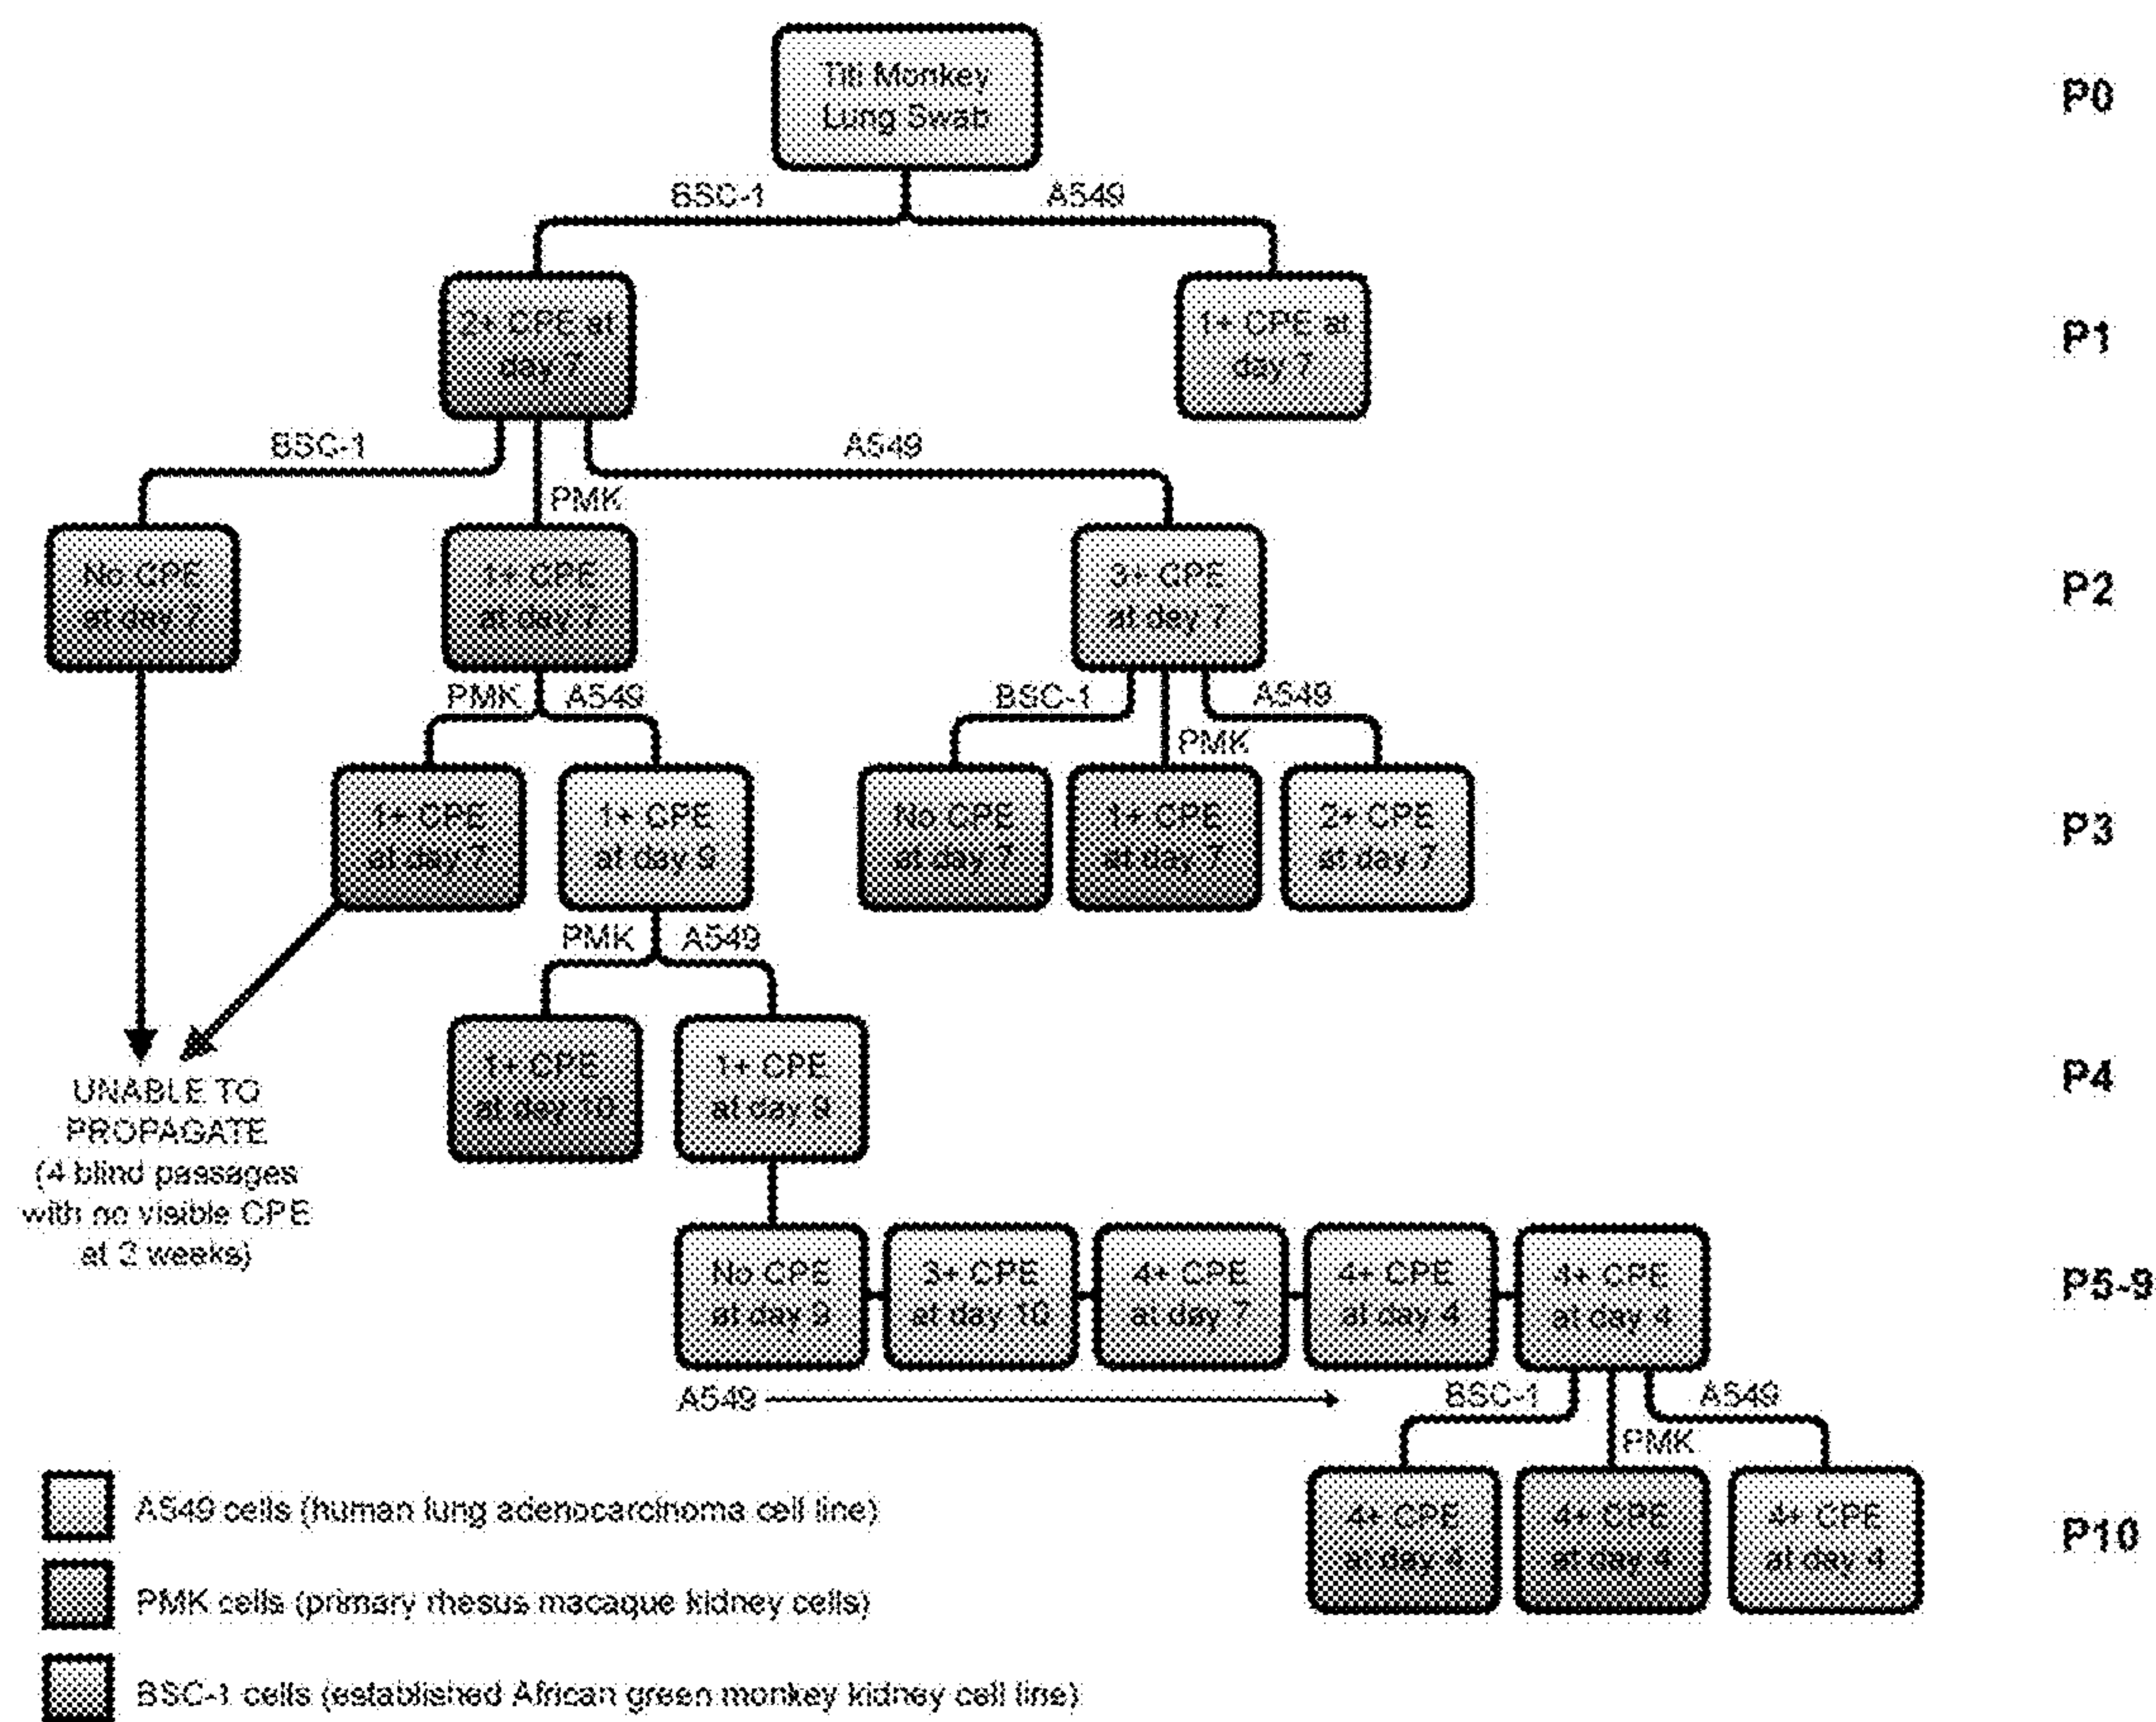 Titi Monkey
Lung Swab
P0
BSC-1
A549
2+ CPE at
day 7
1+ CPE at
day 7
P1
BSC-1
PMK
A549
No CPE
at day 7
1+ CPE
at day 7
3+ CPE
at day 7
P2
PMK
A549
BSC-1
PMK
A549
1+ CPE
at day 7
1+ CPE
at day 9
No CPE
at day 7
1+ CPE
at day 7
2+ CPE
at day 7
P3
PMK
A549
1+ CPE
at day 10
1+ CPE
at day
P4
UNABLE TO
PROPAGATE
(4 blind passages
with no visible CPE
at 2 weeks)
No CPE
at day 9
3+ CPE
at day 10
4+ CPE
at day 7
4+ CPE
at day 4
4+ CPE
at day 4
P5-9
A549
BSC-1
PMK
A549
4+ CPE
at day 4
4+ CPE
at day 4
4+ CPE
at day 4
P10
A549 cells (human lung adenocarcinoma cell line)
PMK cells (primary rhesus macaque kidney cells)
BSC-1 cells (established African green monkey kidney cell line)